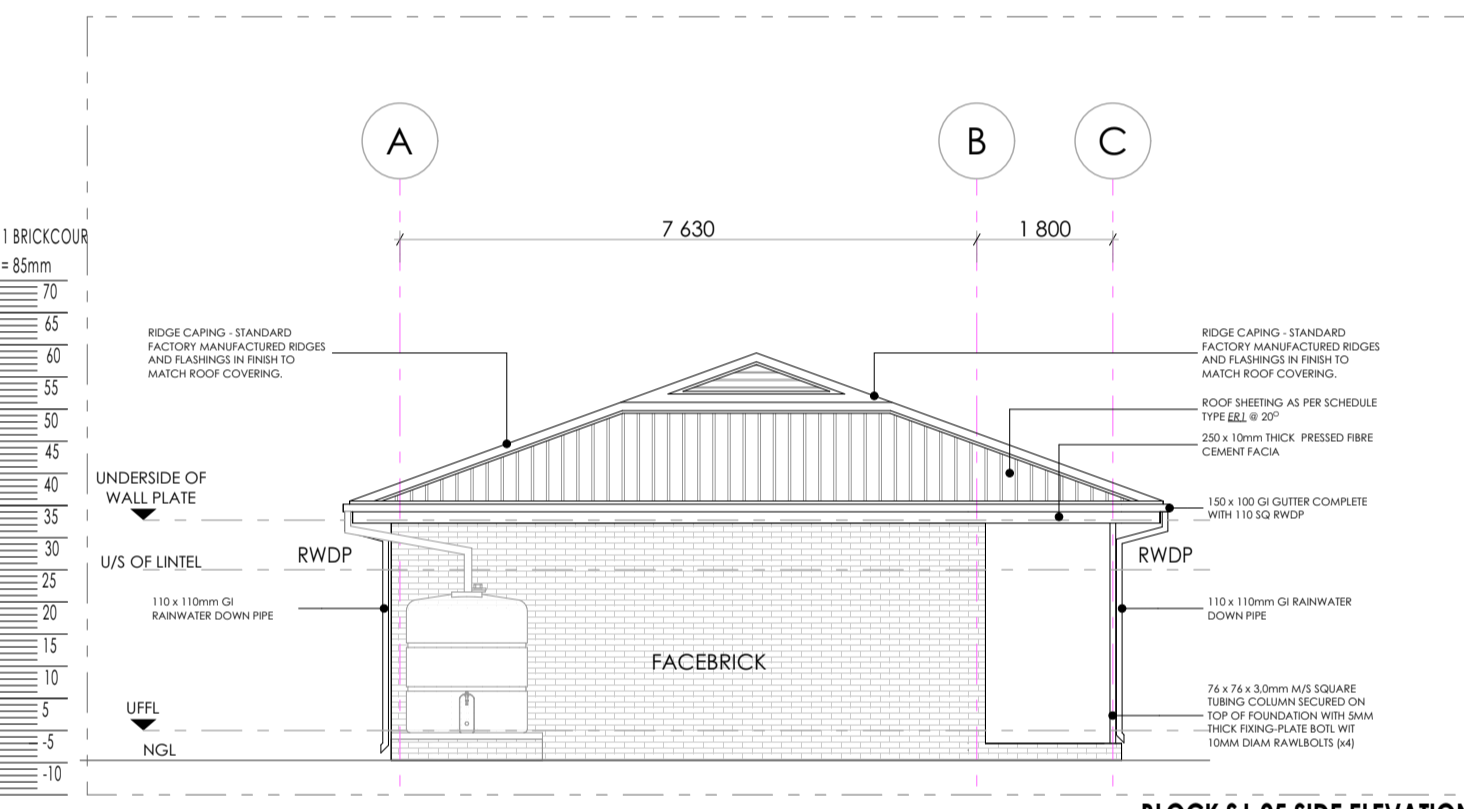 A
B
C
7 630
1 800
1 BRICKCOUR
= 85mm
70
65
60
55
50
45
40
35
30
25
20
15
10
5
-5
-10
RIDGE CAPING - STANDARD
FACTORY MANUFACTURED RIDGES
AND FLASHINGS IN FINISH TO
MATCH ROOF COVERING.
RIDGE CAPING - STANDARD
FACTORY MANUFACTURED RIDGES
AND FLASHINGS IN FINISH TO
MATCH ROOF COVERING.
ROOF SHEETING AS PER SCHEDULE
TYPE ER1 @ 20°
250 x 10mm THICK PRESSED FIBRE
CEMENT FACIA
UNDERSIDE OF
WALL PLATE
150 x 100 GI GUTTER COMPLETE
WITH 110 SQ RWDP
U/S OF LINTEL
RWDP
RWDP
110 x 110mm GI
RAINWATER DOWN PIPE
110 x 110mm GI RAINWATER
DOWN PIPE
FACEBRICK
76 x 76 x 3,0mm M/S SQUARE
TUBING COLUMN SECURED ON
TOP OF FOUNDATION WITH 5MM
THICK FIXING-PLATE BOTL WIT
10MM DIAM RAWLBOLTS (x4)
UFFL
NGL